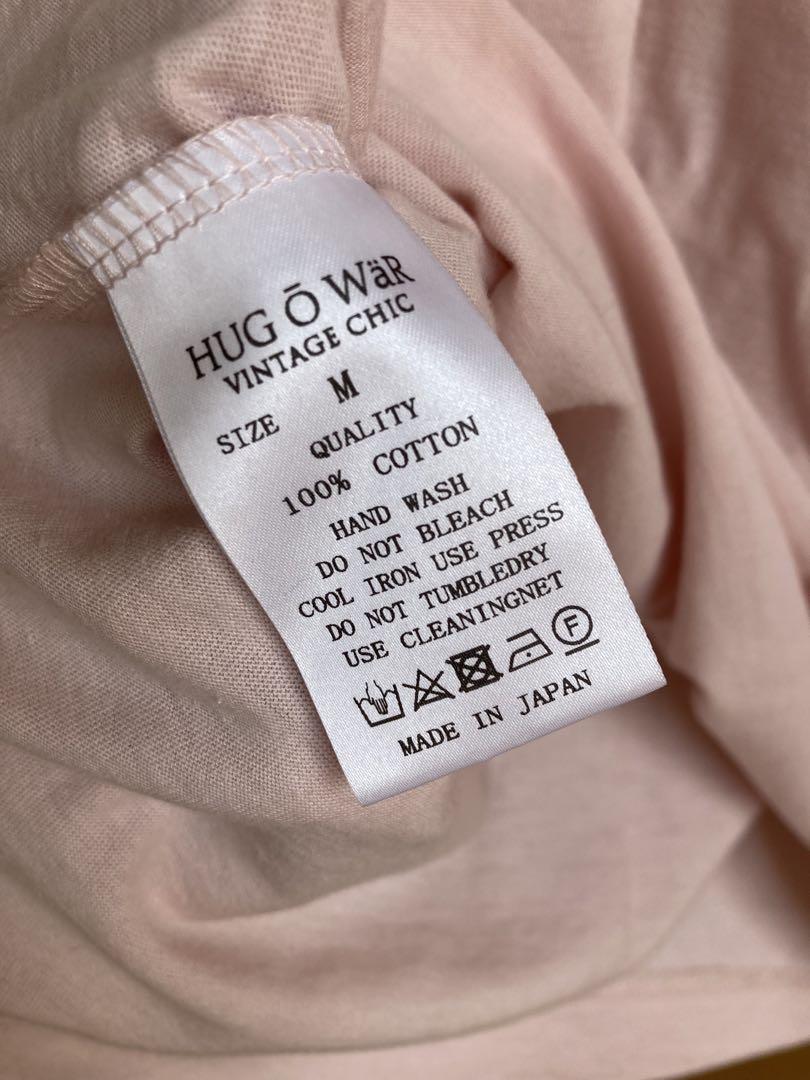 HUG Ō WäR
VINTAGE CHIC
SIZE M
QUALITY
100% COTTON
HAND WASH
DO NOT BLEACH
COOL IRON USE PRESS
DO NOT TUMBLEDRY
USE CLEANINGNET
F
MADE IN JAPAN